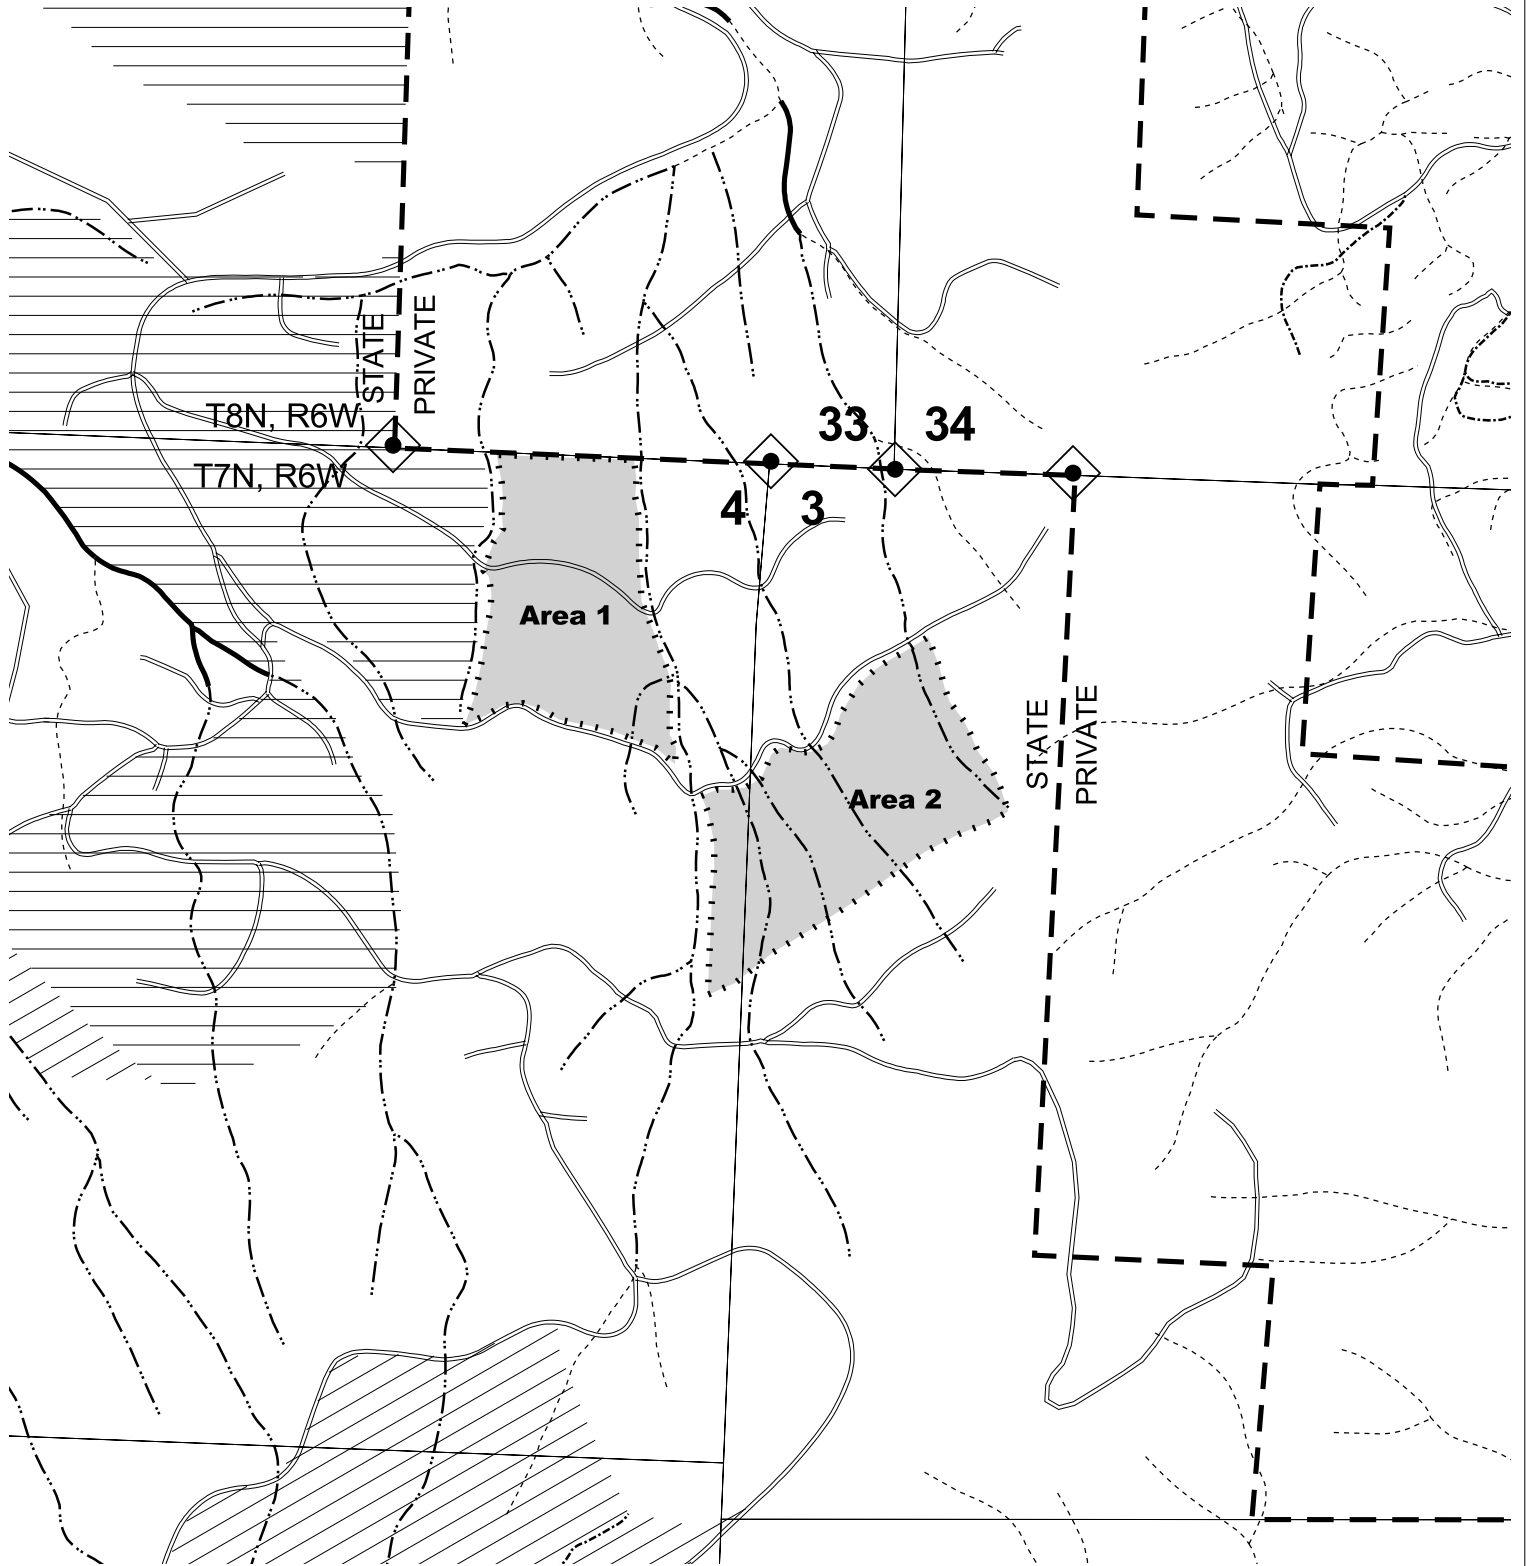 STATE
PRIVATE
T8N, R6W
33
34
T7N, R6W
4
3
Area 1
STATE
PRIVATE
Area 2